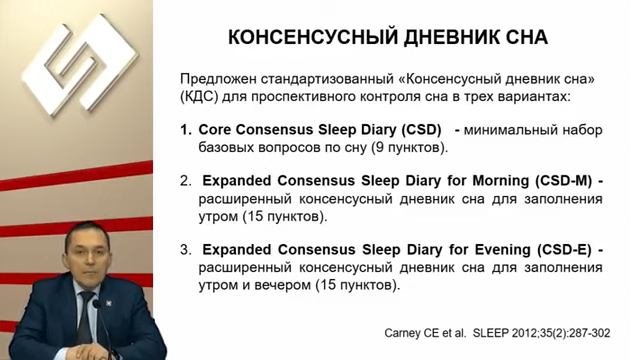 КОНСЕНСУСНЫЙ ДНЕВНИК СНА
Предложен стандартизованный «Консенсусный дневник сна»
(КДС) для проспективного контроля сна в трех вариантах:
1. Core Consensus Sleep Diary (CSD) - минимальный набор
базовых вопросов по сну (9 пунктов).
2. Expanded Consensus Sleep Diary for Morning (CSD-M) -
расширенный консенсусный дневник сна для заполнения
утром (15 пунктов).
3. Expanded Consensus Sleep Diary for Evening (CSD-E) -
расширенный консенсусный дневник сна для заполнения
утром и вечером (15 пунктов).
Carney CE et al. SLEEP 2012;35(2):287-302